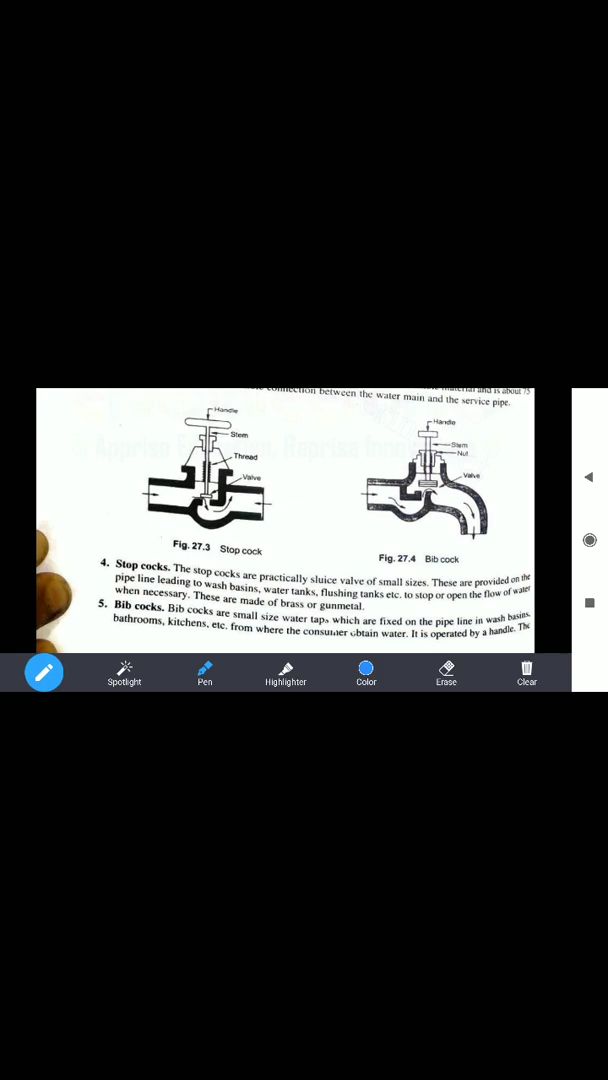 connection between the water main and the service pipe.
material and is about 75
Handle
Stem
Thread
Valve
Fig. 27.3 Stop cock
Handle
Stem
Nut
Valve
Fig. 27.4 Bib cock
4. Stop cocks. The stop cocks are practically sluice valve of small sizes. These are provided on the
pipe line leading to wash basins, water tanks, flushing tanks etc. to stop or open the flow of water
when necessary. These are made of brass or gunmetal.
5. Bib cocks. Bib cocks are small size water taps which are fixed on the pipe line in wash basins,
bathrooms, kitchens, etc. from where the consumer obtain water. It is operated by a handle. The
Spotlight
Pen
Highlighter
Color
Erase
Clear